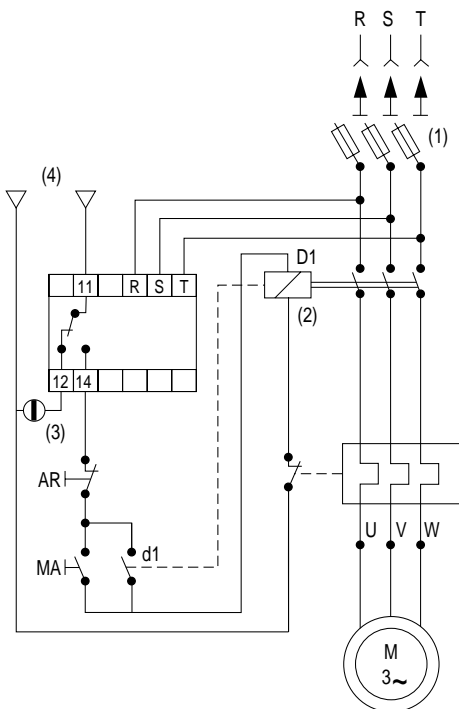 R S T
(1)
(4)
D1
11 R S T
(2)
12 14
(3)
AR
d1
MA
U V W
M
3~